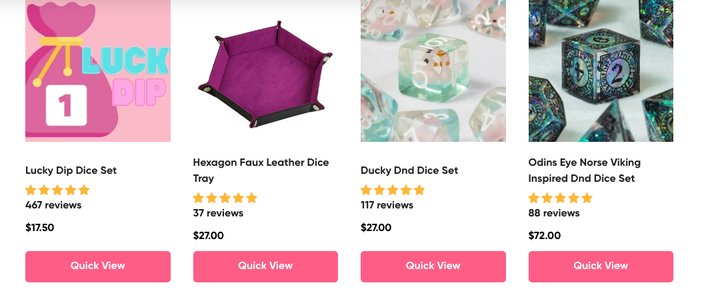 LUCK
DIP
1
Lucky Dip Dice Set
467 reviews
$17.50
Quick View
Hexagon Faux Leather Dice
Tray
37 reviews
$27.00
Quick View
Ducky Dnd Dice Set
117 reviews
$27.00
Quick View
2
Odins Eye Norse Viking
Inspired Dnd Dice Set
88 reviews
$72.00
Quick View